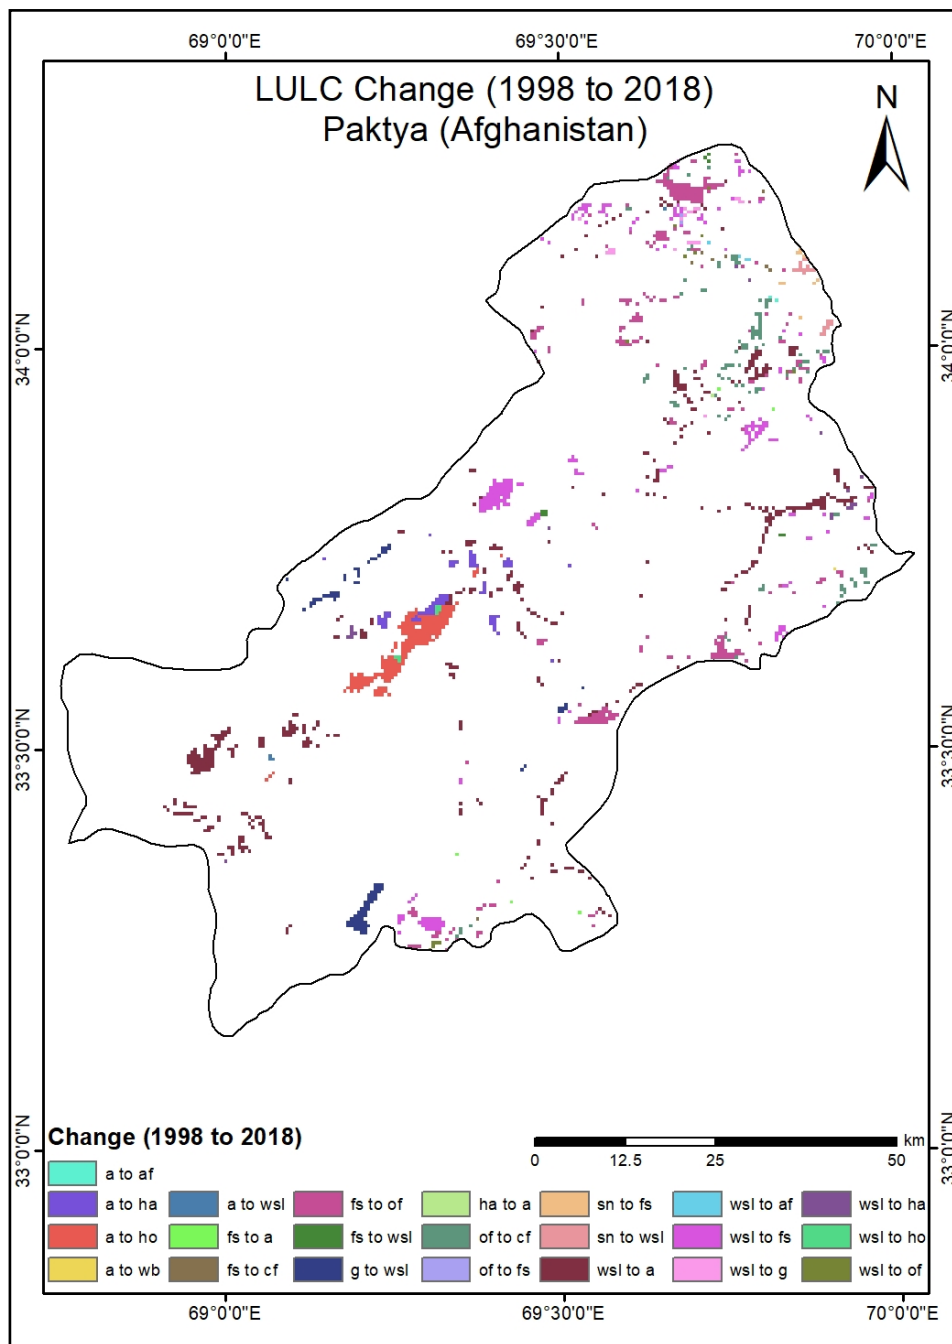 69°0'0"E 69°30'0"E 70°0'0"E
LULC Change (1998 to 2018)
Paktya (Afghanistan)
N
34°0'0"N 34°0'0"N
33°30'0"N 33°30'0"N
33°0'0"N 33°0'0"N
Change (1998 to 2018)
km
0 12.5 25 50
a to af
a to ha a to wsl fs to of ha to a sn to fs wsl to af wsl to ha
a to ho fs to a fs to wsl of to cf sn to wsl wsl to fs wsl to ho
a to wb fs to cf g to wsl of to fs wsl to a wsl to g wsl to of
69°0'0"E 69°30'0"E 70°0'0"E